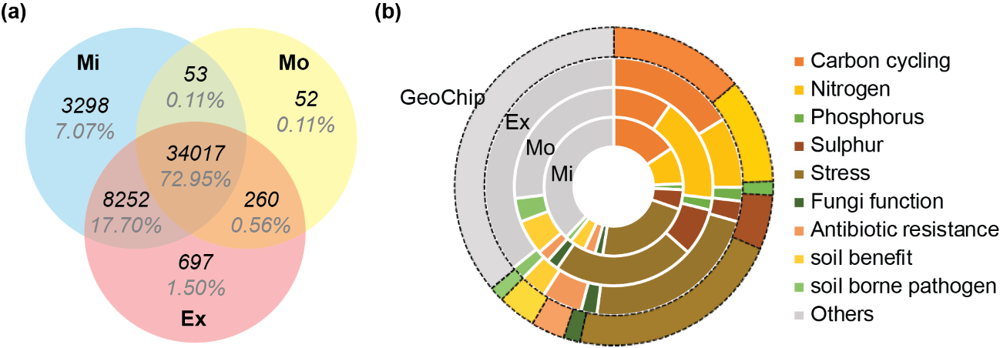 (a)
Mi
Mo
3298
7.07%
53
0.11%
52
0.11%
34017
72.95%
8252
17.70%
260
0.56%
697
1.50%
Ex
(b)
GeoChip
Ex
Mo
Mi
Carbon cycling
Nitrogen
Phosphorus
Sulphur
Stress
Fungi function
Antibiotic resistance
soil benefit
soil borne pathogen
Others